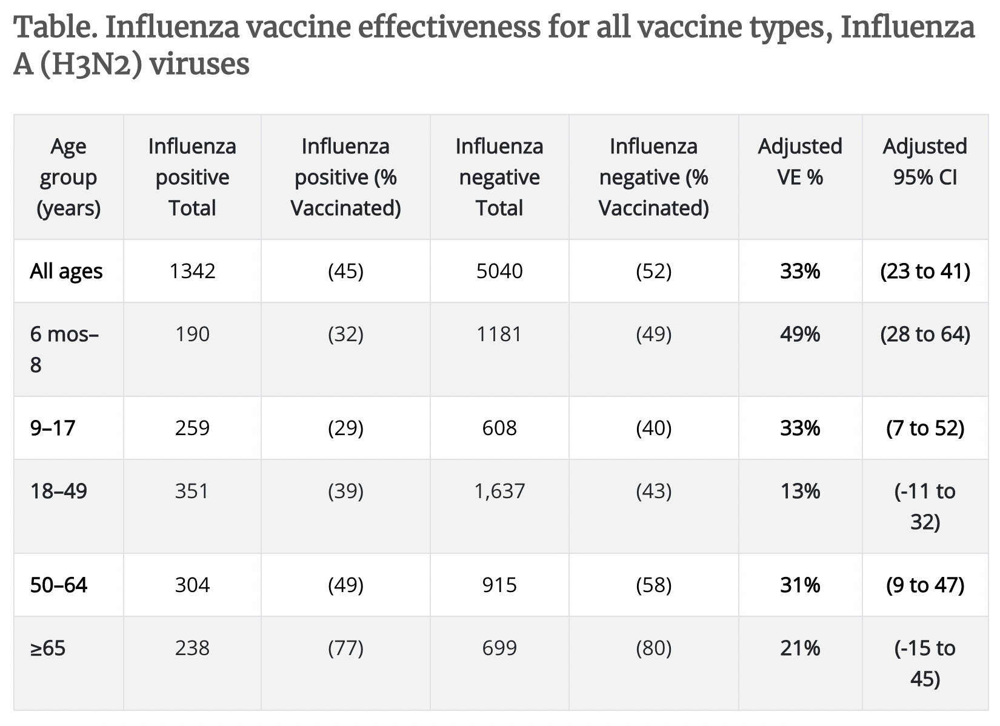 Table. Influenza vaccine effectiveness for all vaccine types, Influenza
A (H3N2) viruses
Age group (years) Influenza positive Total Influenza positive (% Vaccinated) Influenza negative Total Influenza negative (% Vaccinated) Adjusted VE % Adjusted 95% CI
All ages 1342 (45) 5040 (52) 33% (23 to 41)
6 mos–8 190 (32) 1181 (49) 49% (28 to 64)
9–17 259 (29) 608 (40) 33% (7 to 52)
18–49 351 (39) 1,637 (43) 13% (-11 to 32)
50–64 304 (49) 915 (58) 31% (9 to 47)
≥65 238 (77) 699 (80) 21% (-15 to 45)